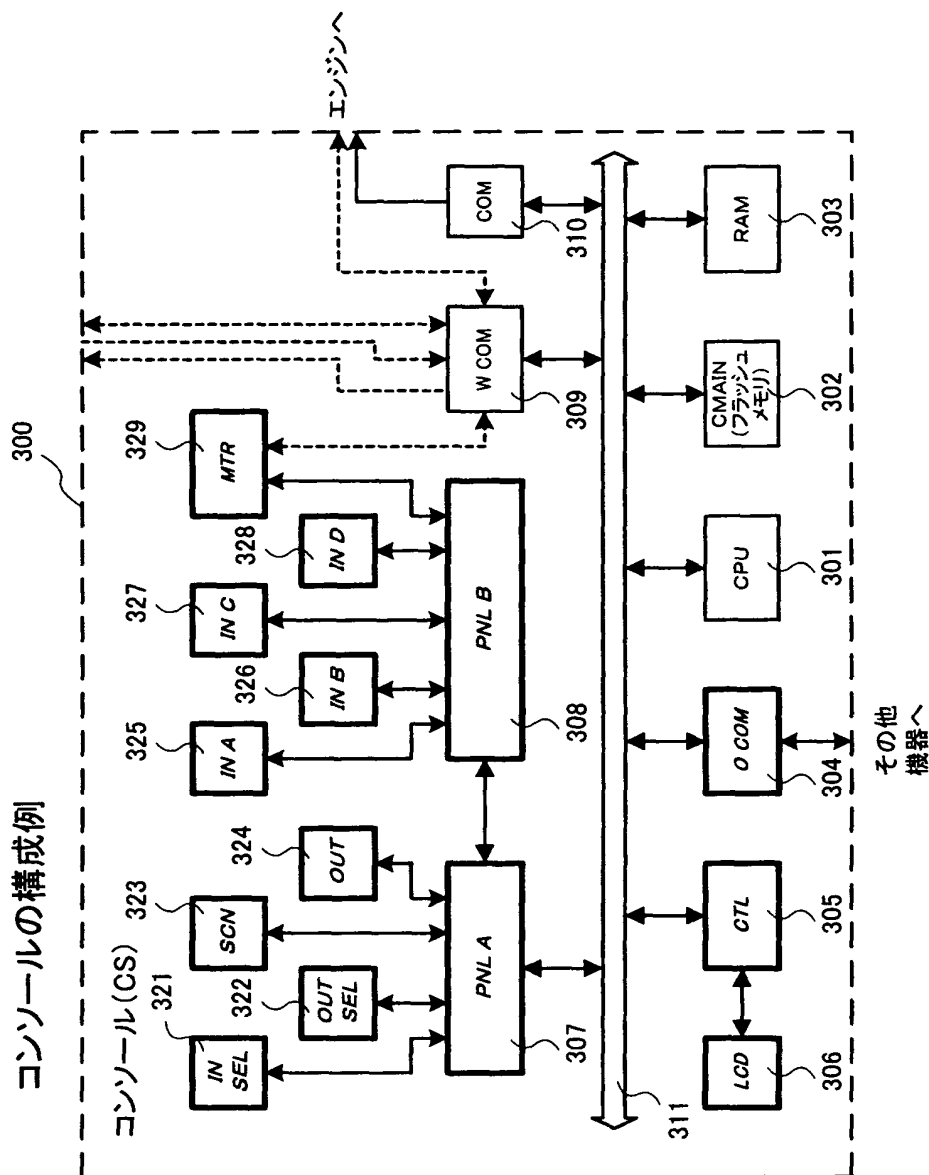 コンソールの構成例
300
コンソール(CS)
エンジンへ
321
IN
SEL
322
OUT
SEL
323
SCN
324
OUT
325
IN A
326
IN B
327
IN C
328
IN D
329
MTR
PNL A
307
PNL B
308
W COM
309
COM
310
311
LCD
306
CTL
305
O COM
304
CPU
301
CMAIN
(フラッシュ
メモリ)
302
RAM
303
その他
機器へ